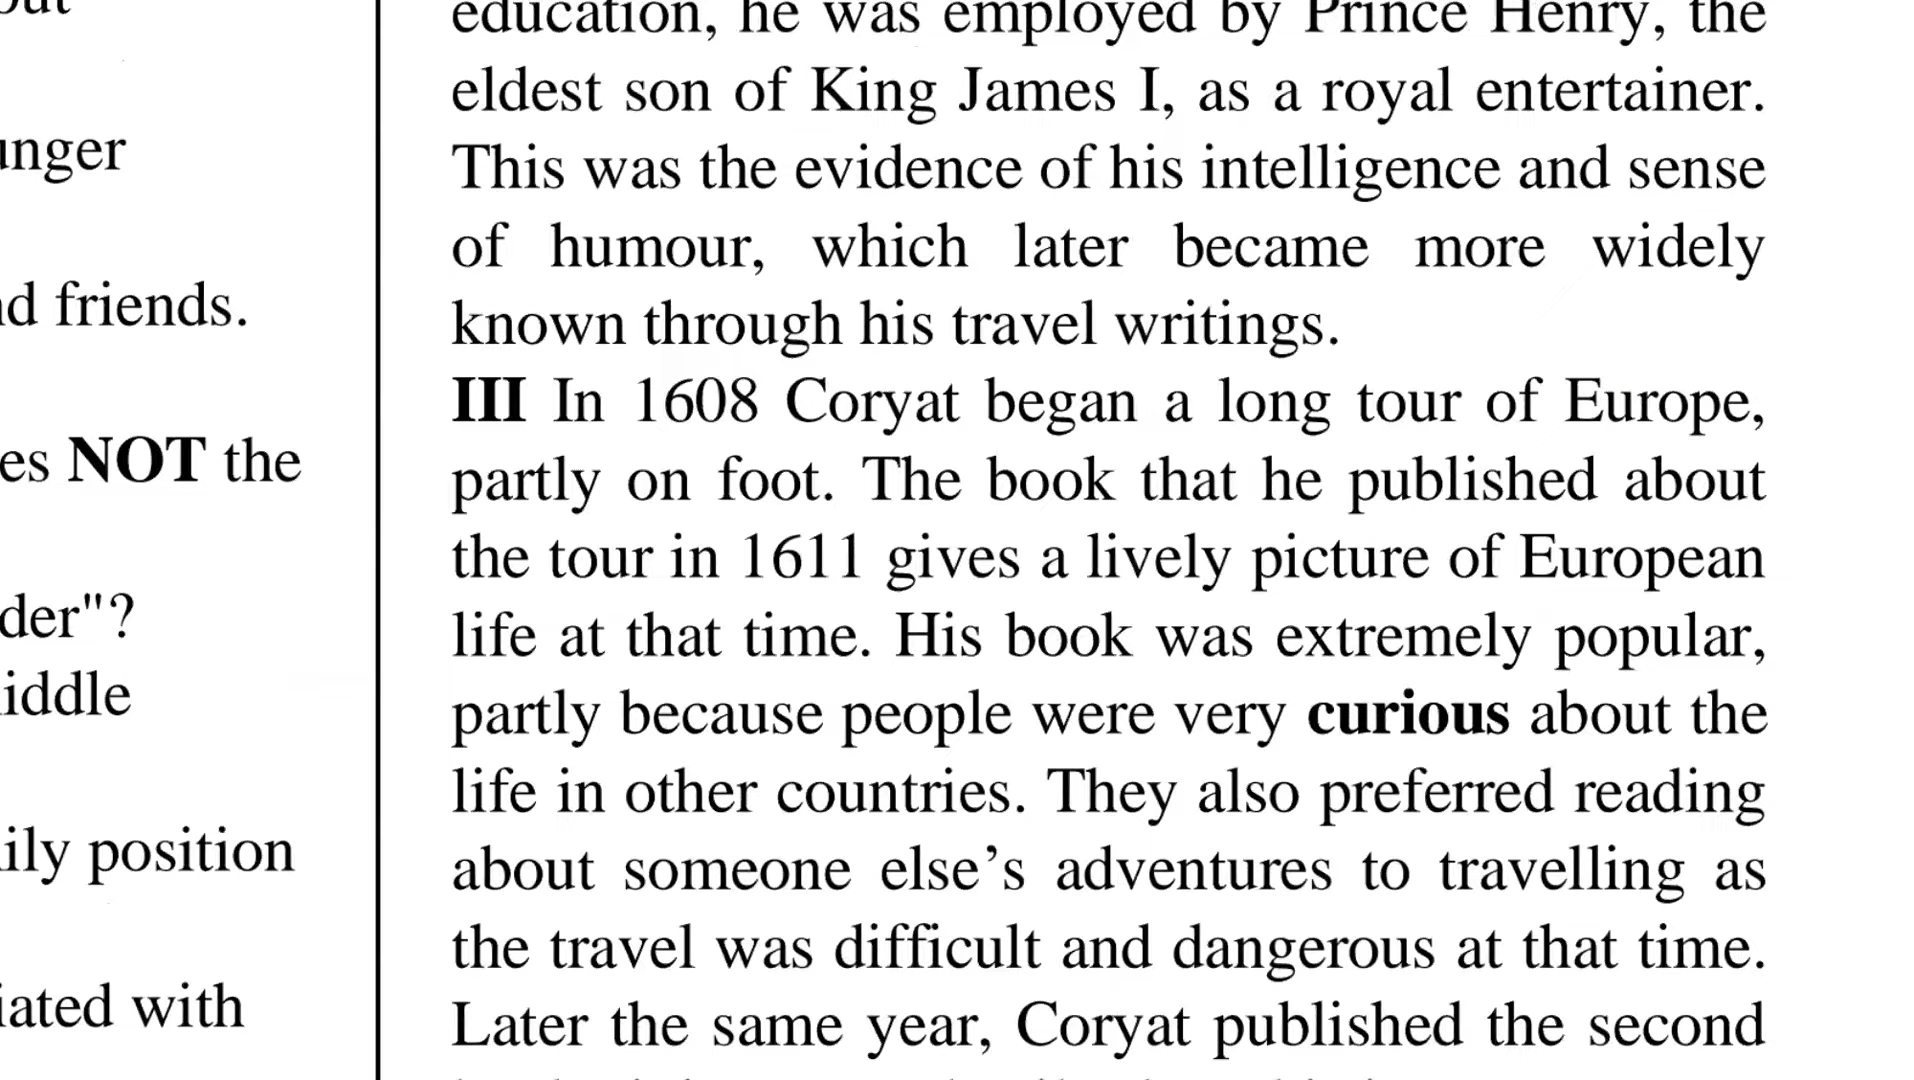 out
unger
nd friends.
es NOT the
der"?
iddle
ily position
iated with
education, he was employed by Prince Henry, the
eldest son of King James I, as a royal entertainer.
This was the evidence of his intelligence and sense
of humour, which later became more widely
known through his travel writings.
III In 1608 Coryat began a long tour of Europe,
partly on foot. The book that he published about
the tour in 1611 gives a lively picture of European
life at that time. His book was extremely popular,
partly because people were very curious about the
life in other countries. They also preferred reading
about someone else’s adventures to travelling as
the travel was difficult and dangerous at that time.
Later the same year, Coryat published the second